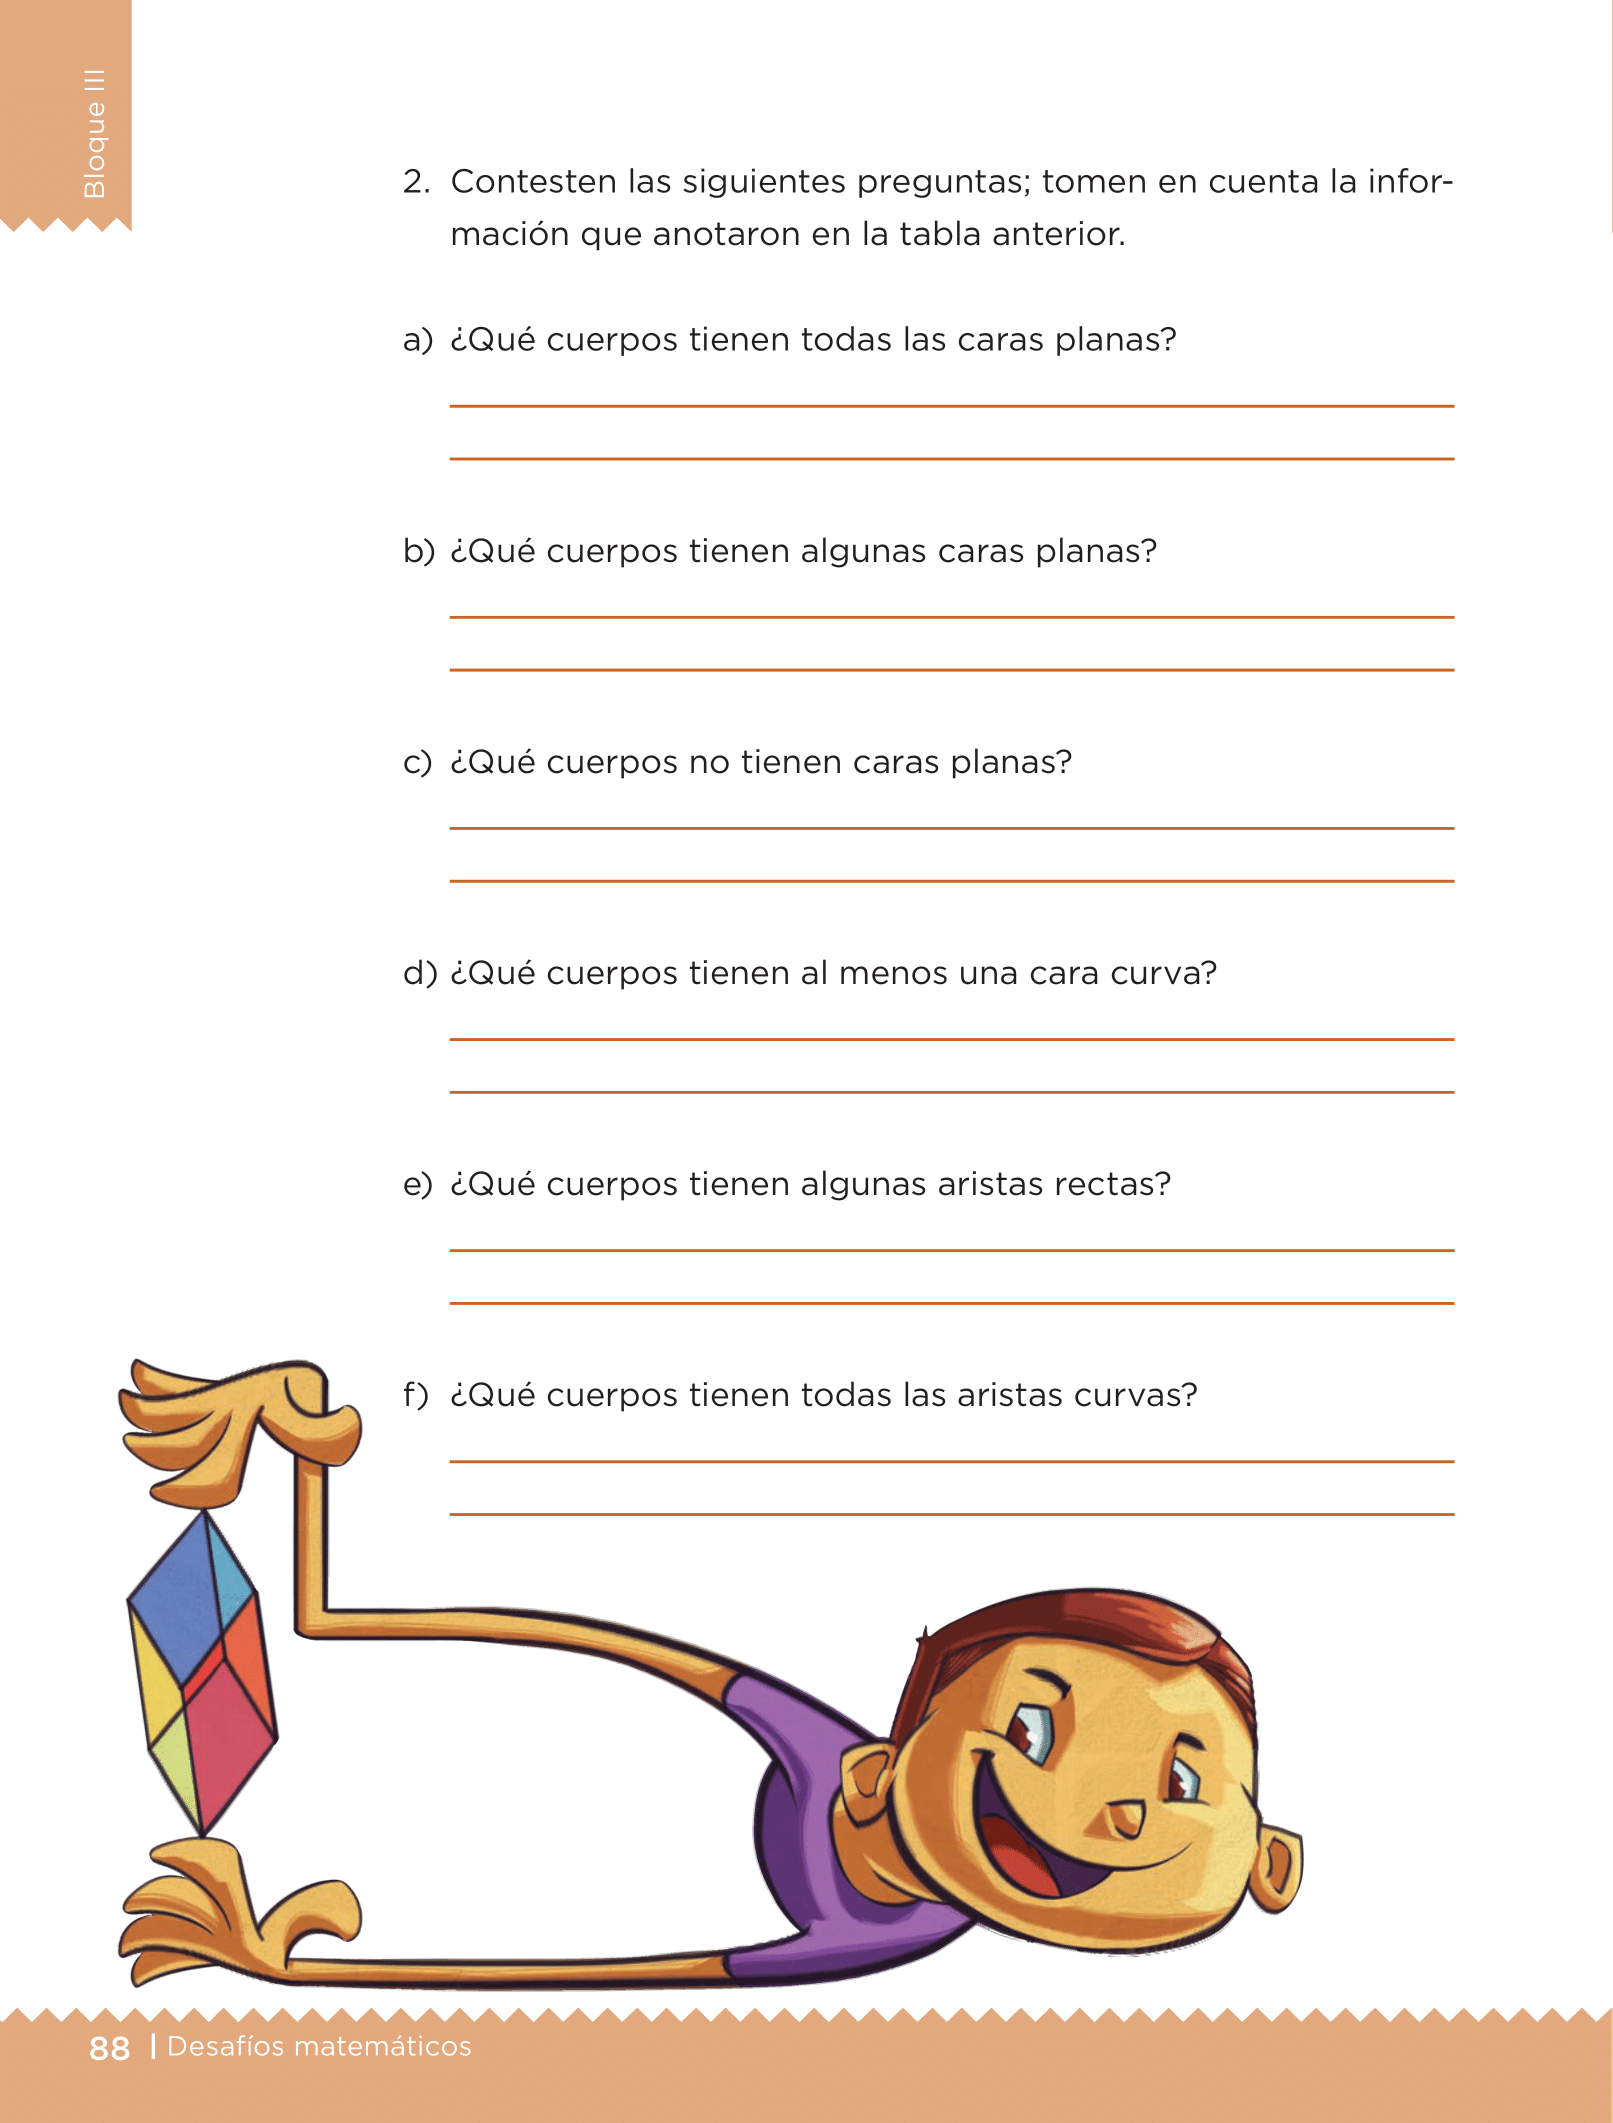 Bloque III
2. Contesten las siguientes preguntas; tomen en cuenta la infor-
mación que anotaron en la tabla anterior.
a) ¿Qué cuerpos tienen todas las caras planas?
b) ¿Qué cuerpos tienen algunas caras planas?
c) ¿Qué cuerpos no tienen caras planas?
d) ¿Qué cuerpos tienen al menos una cara curva?
e) ¿Qué cuerpos tienen algunas aristas rectas?
f) ¿Qué cuerpos tienen todas las aristas curvas?
88 | Desafíos matemáticos